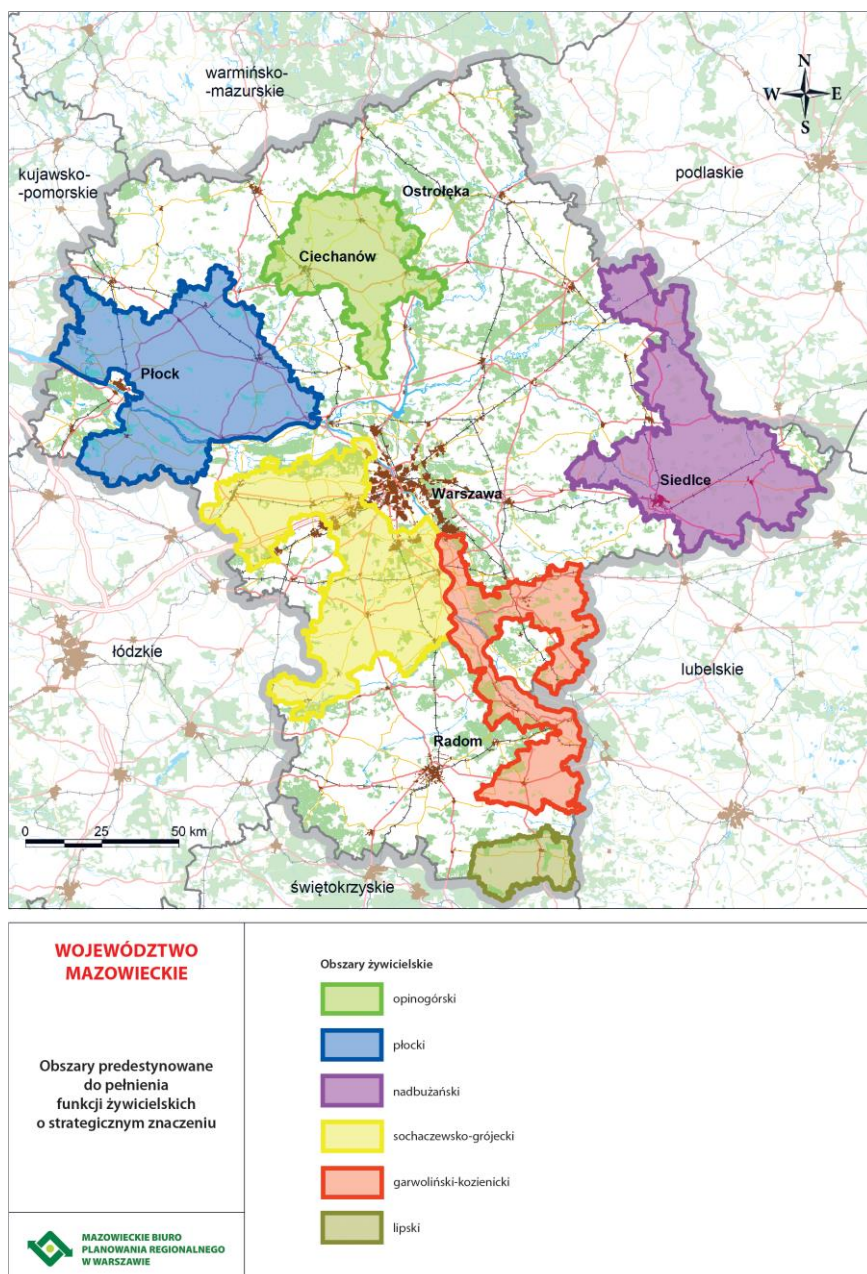 warmińsko-
-mazurskie
N
W E
S
kujawsko-
-pomorskie
podlaskie
Ostrołęka
Ciechanów
Płock
Siedlce
Warszawa
łódzkie
lubelskie
Radom
0 25 50 km
świętokrzyskie
WOJEWÓDZTWO
MAZOWIECKIE
Obszary predestynowane
do pełnienia
funkcji żywicielskich
o strategicznym znaczeniu
MAZOWIECKIE BIURO
PLANOWANIA REGIONALNEGO
W WARSZAWIE
Obszary żywicielskie
opinogórski
płocki
nadbużański
sochaczewsko-grójecki
garwoliński-kozienicki
lipski